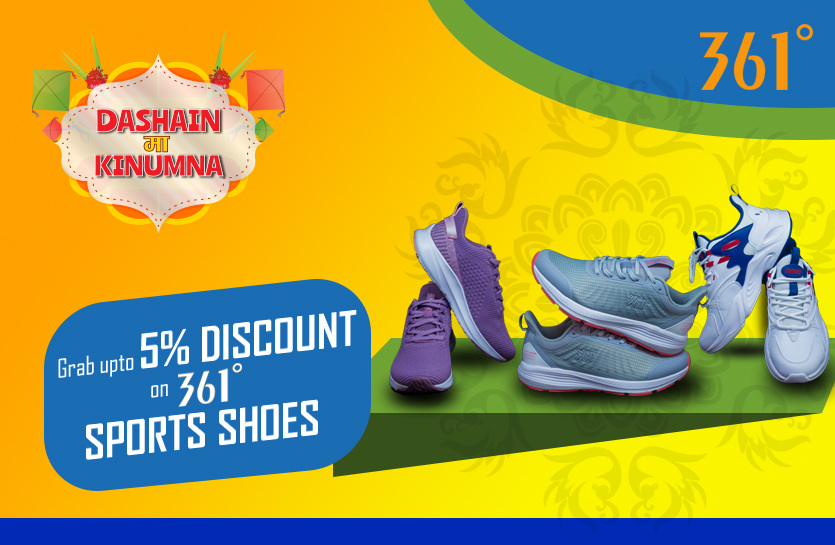 361°
DASHAIN
मा
KINUMNA
Grab upto 5% DISCOUNT
on 361°
SPORTS SHOES